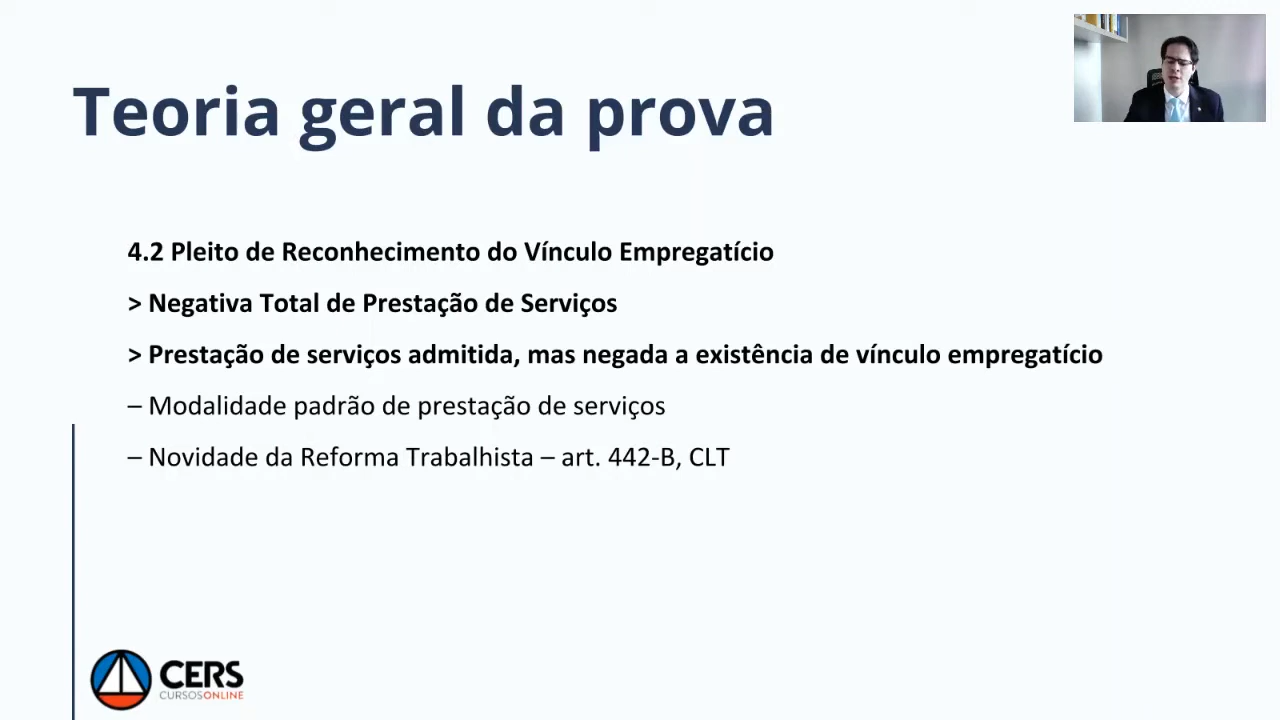 Teoria geral da prova
4.2 Pleito de Reconhecimento do Vínculo Empregatício
> Negativa Total de Prestação de Serviços
> Prestação de serviços admitida, mas negada a existência de vínculo empregatício
– Modalidade padrão de prestação de serviços
– Novidade da Reforma Trabalhista – art. 442-B, CLT
CERS
CURSOSONLINE